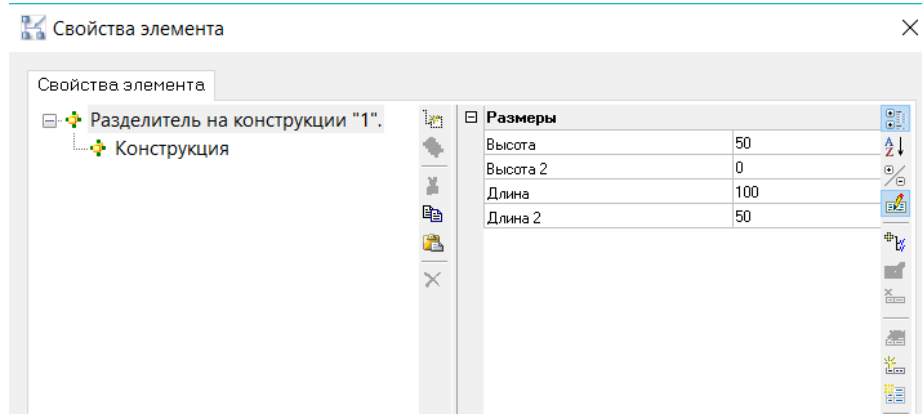 Свойства элемента
Свойства элемента
Разделитель на конструкции "1".
Конструкция
Размеры
Высота 50
Высота 2 0
Длина 100
Длина 2 50